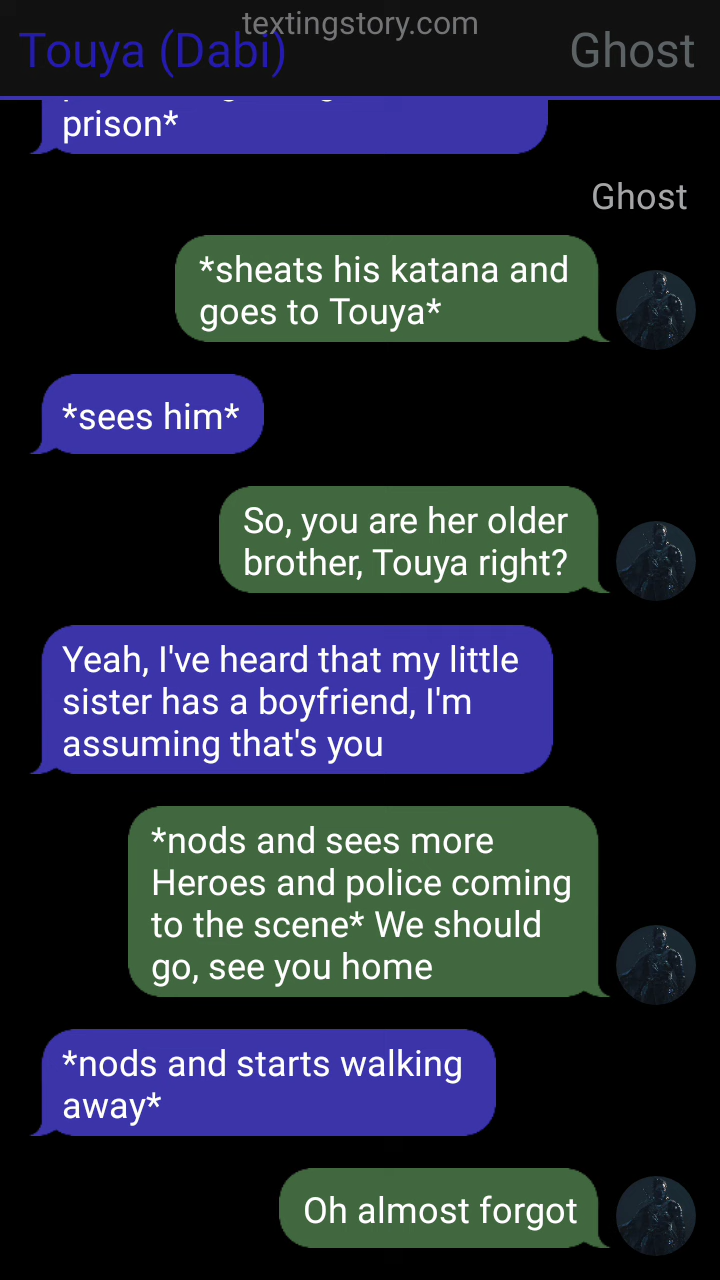 textingstory.com
Touya (Dabi)
Ghost
prison*
Ghost
*sheats his katana and
goes to Touya*
*sees him*
So, you are her older
brother, Touya right?
Yeah, I've heard that my little
sister has a boyfriend, I'm
assuming that's you
*nods and sees more
Heroes and police coming
to the scene* We should
go, see you home
*nods and starts walking
away*
Oh almost forgot